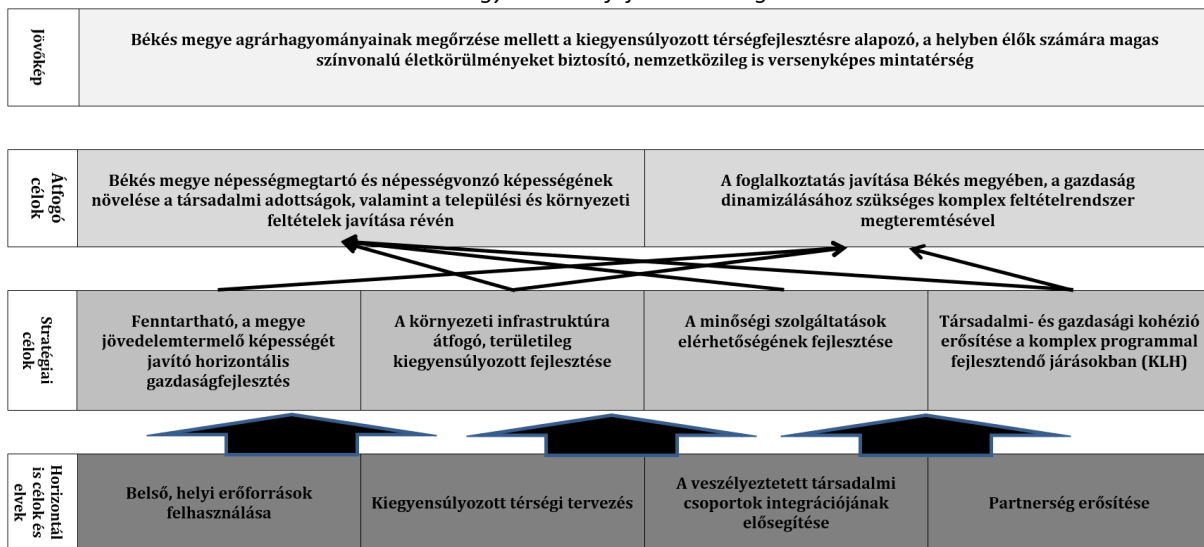 Jövőkép
Békés megye agrárhagyományainak megőrzése mellett a kiegyensúlyozott térségfejlesztésre alapozó, a helyben élők számára magas
színvonalú életkörülményeket biztosító, nemzetközileg is versenyképes mintatérség
Átfogó
célok
Békés megye népességmegtartó és népességvonzó képességének
növelése a társadalmi adottságok, valamint a települési és környezeti
feltételek javítása révén
A foglalkoztatás javítása Békés megyében, a gazdaság
dinamizálásához szükséges komplex feltételrendszer
megteremtésével
Stratégiai
célok
Fenntartható, a megye
jövedelemtermelő képességét
javító horizontális
gazdaságfejlesztés
A környezeti infrastruktúra
átfogó, területileg
kiegyensúlyozott fejlesztése
A minőségi szolgáltatások
elérhetőségének fejlesztése
Társadalmi- és gazdasági kohézió
erősítése a komplex programmal
fejlesztendő járásokban (KLH)
Horizontál
is célok és
elvek
Belső, helyi erőforrások
felhasználása
Kiegyensúlyozott térségi tervezés
A veszélyeztetett társadalmi
csoportok integrációjának
elősegítése
Partnerség erősítése